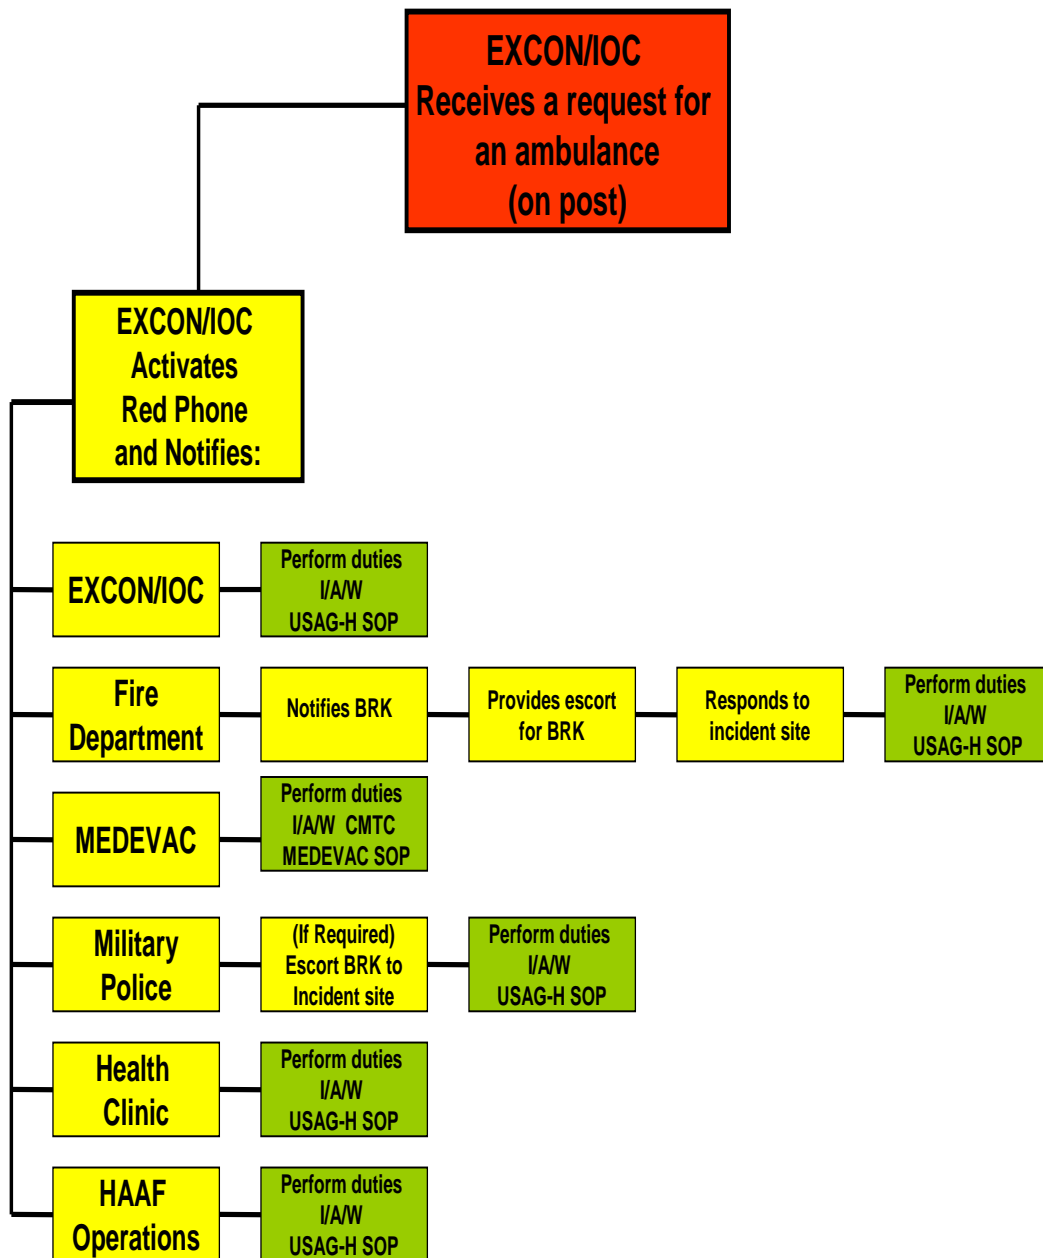 EXCON/IOC
Receives a request for
an ambulance
(on post)
EXCON/IOC
Activates
Red Phone
and Notifies:
EXCON/IOC
Perform duties
I/A/W
USAG-H SOP
Fire
Department
Notifies BRK
Provides escort
for BRK
Responds to
incident site
Perform duties
I/A/W
USAG-H SOP
MEDEVAC
Perform duties
I/A/W CMTC
MEDEVAC SOP
Military
Police
(If Required)
Escort BRK to
Incident site
Perform duties
I/A/W
USAG-H SOP
Health
Clinic
Perform duties
I/A/W
USAG-H SOP
HAAF
Operations
Perform duties
I/A/W
USAG-H SOP